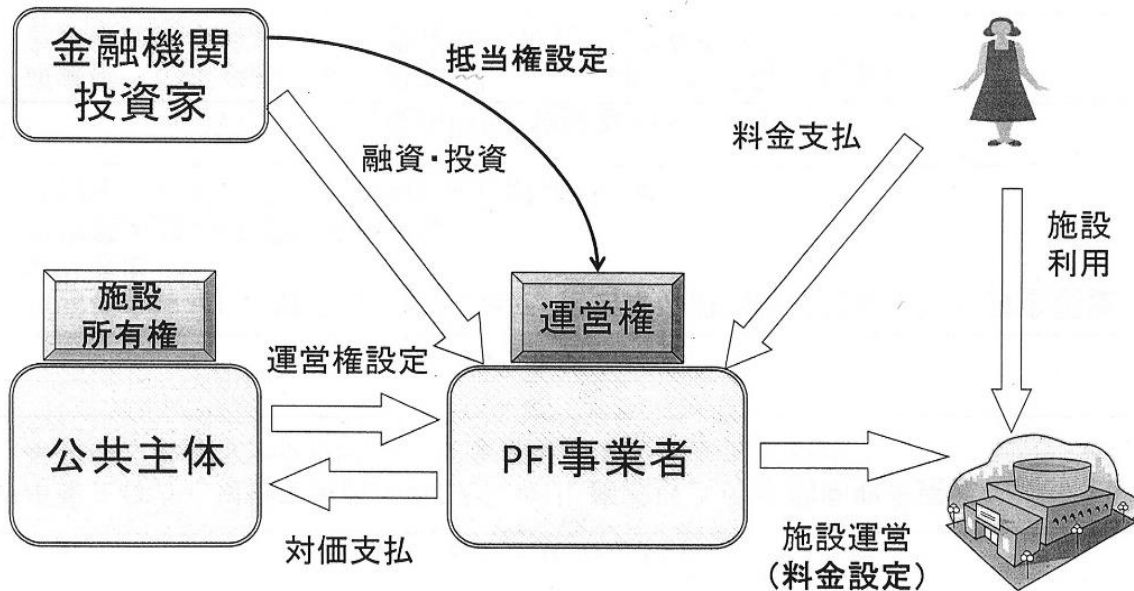 金融機関
投資家
抵当権設定
融資・投資
料金支払
施設
利用
施設
所有権
運営権
運営権設定
公共主体
PFI事業者
対価支払
施設運営
（料金設定）